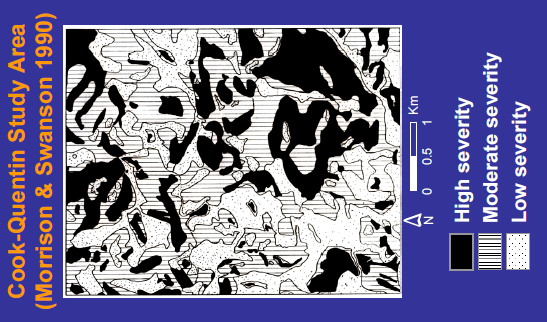 Cook-Quentin Study Area
(Morrison & Swanson 1990)
N
0 0.5 1 Km
High severity
Moderate severity
Low severity